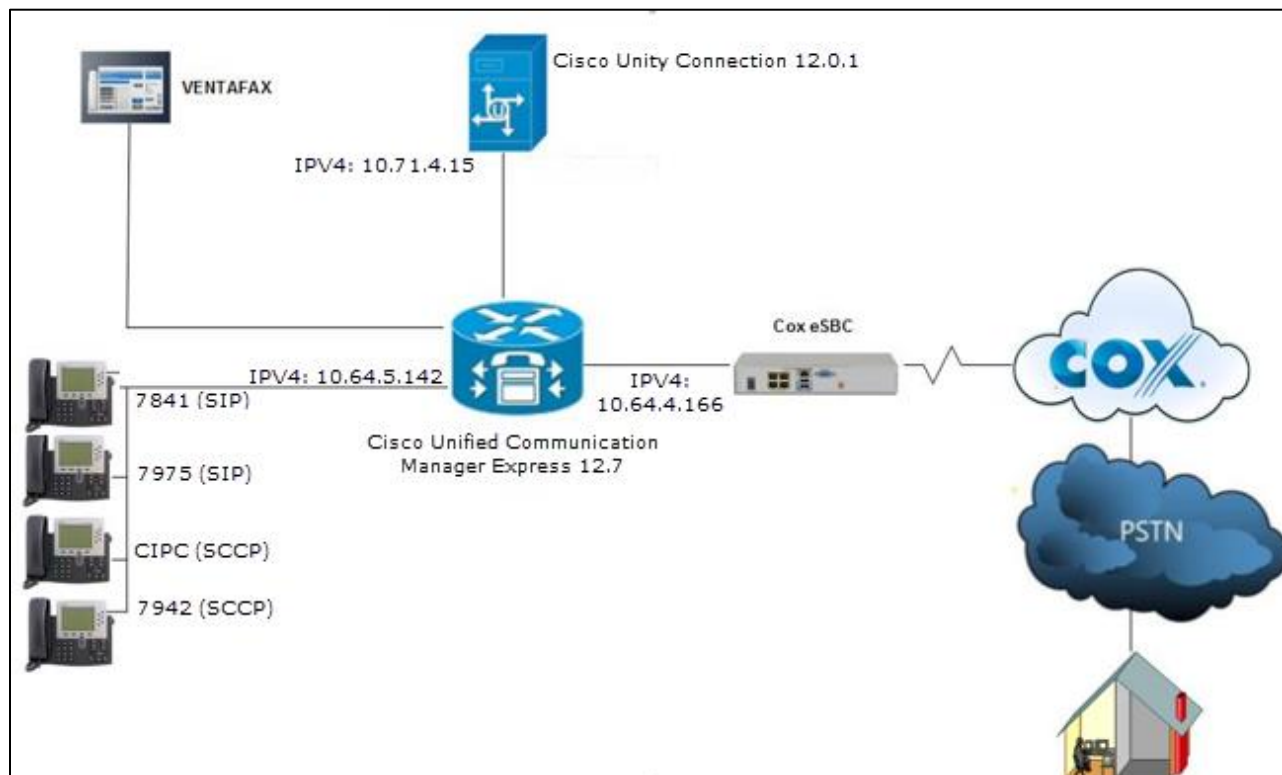 VENTAFAX
Cisco Unity Connection 12.0.1
IPV4: 10.71.4.15
Cox eSBC
COX
IPV4: 10.64.5.142
IPV4:
10.64.4.166
7841 (SIP)
Cisco Unified Communication
Manager Express 12.7
7975 (SIP)
CIPC (SCCP)
7942 (SCCP)
PSTN